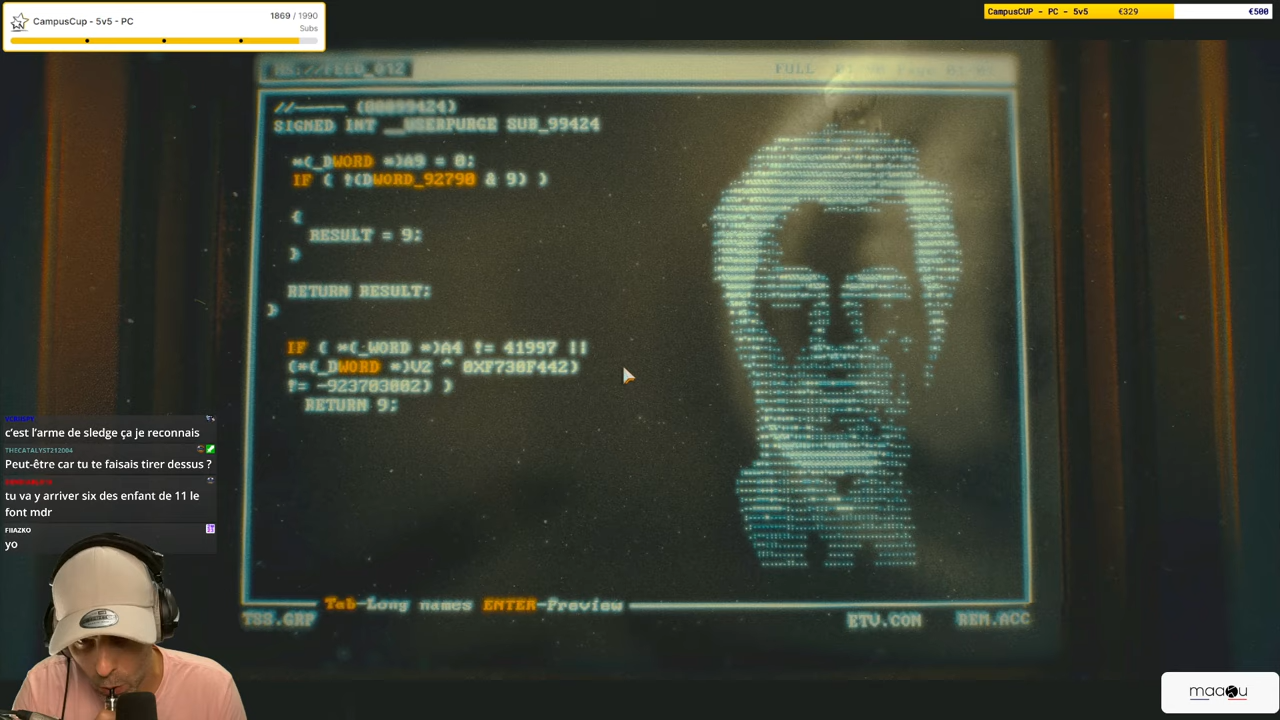 CampusCup - 5v5 - PC
1869 / 1990
Subs
CampusCUP - PC - 5v5 €329 €500
//----- (00899424)
SIGNED INT __USERPURGE SUB_99424
*(_DWORD *)A9 = 0;
IF ( !(DWORD_92790 & 9) )
{
RESULT = 9;
}
RETURN RESULT;
}
IF ( *(_WORD *)A4 != 41997 ||
(*(_DWORD *)V2 ^ 0XF730F442)
!= -923703002) )
RETURN 9;
c'est l'arme de sledge ça je reconnais
Peut-être car tu te faisais tirer dessus ?
tu va y arriver six des enfant de 11 le
font mdr
FIIAZKO
yo
Tab-Long names ENTER-Preview
TSS.GRP
ETV.COM
REM.ACC
maaku